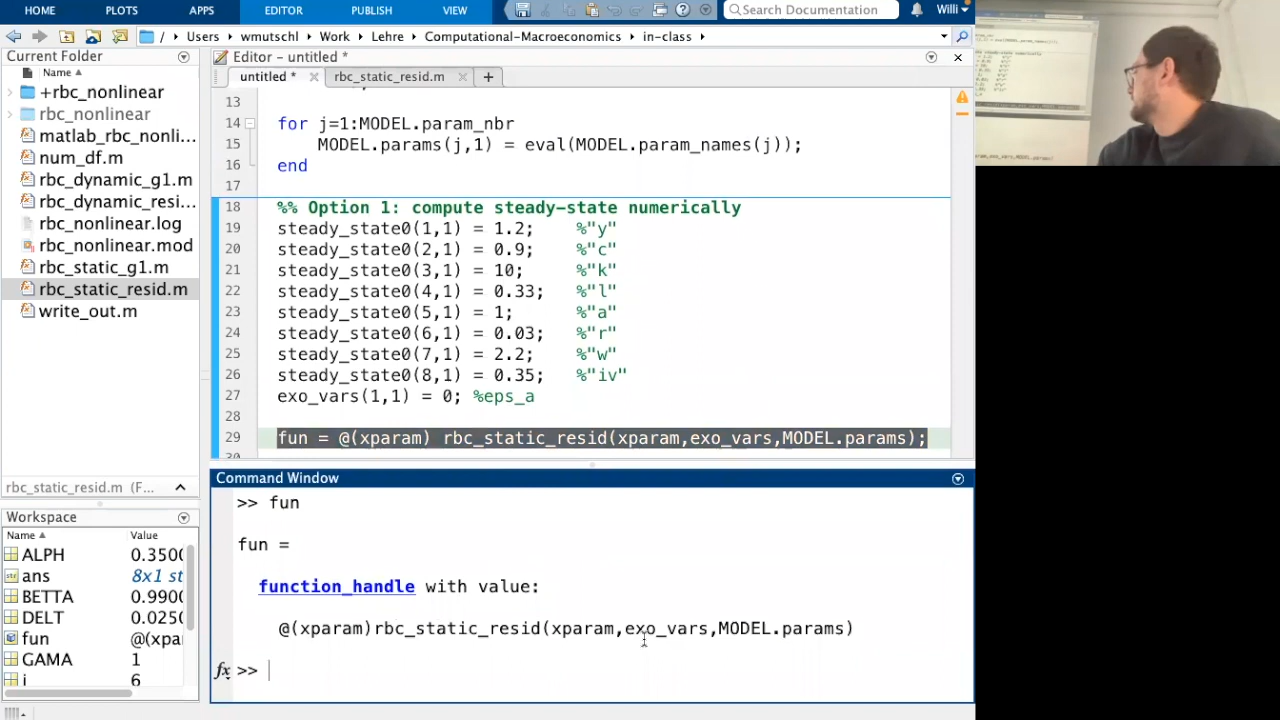 HOME PLOTS APPS EDITOR PUBLISH VIEW Search Documentation Willi
/ Users wmutschl Work Lehre Computational-Macroeconomics in-class
Current Folder
Name
+rbc_nonlinear
rbc_nonlinear
matlab_rbc_nonli...
num_df.m
rbc_dynamic_g1.m
rbc_dynamic_resi...
rbc_nonlinear.log
rbc_nonlinear.mod
rbc_static_g1.m
rbc_static_resid.m
write_out.m
rbc_static_resid.m (F...
Workspace
Name Value
ALPH 0.3500
ans 8x1 st
BETTA 0.9900
DELT 0.0250
fun @(xpa
GAMA 1
i 6
Editor - untitled *
untitled * rbc_static_resid.m
13
14 for j=1:MODEL.param_nbr
15 MODEL.params(j,1) = eval(MODEL.param_names(j));
16 end
17
18 %% Option 1: compute steady-state numerically
19 steady_state0(1,1) = 1.2; %"y"
20 steady_state0(2,1) = 0.9; %"c"
21 steady_state0(3,1) = 10; %"k"
22 steady_state0(4,1) = 0.33; %"l"
23 steady_state0(5,1) = 1; %"a"
24 steady_state0(6,1) = 0.03; %"r"
25 steady_state0(7,1) = 2.2; %"w"
26 steady_state0(8,1) = 0.35; %"iv"
27 exo_vars(1,1) = 0; %eps_a
28
29 fun = @(xparam) rbc_static_resid(xparam,exo_vars,MODEL.params);
30
Command Window
>> fun
fun =
function_handle with value:
@(xparam)rbc_static_resid(xparam,exo_vars,MODEL.params)
fx >>